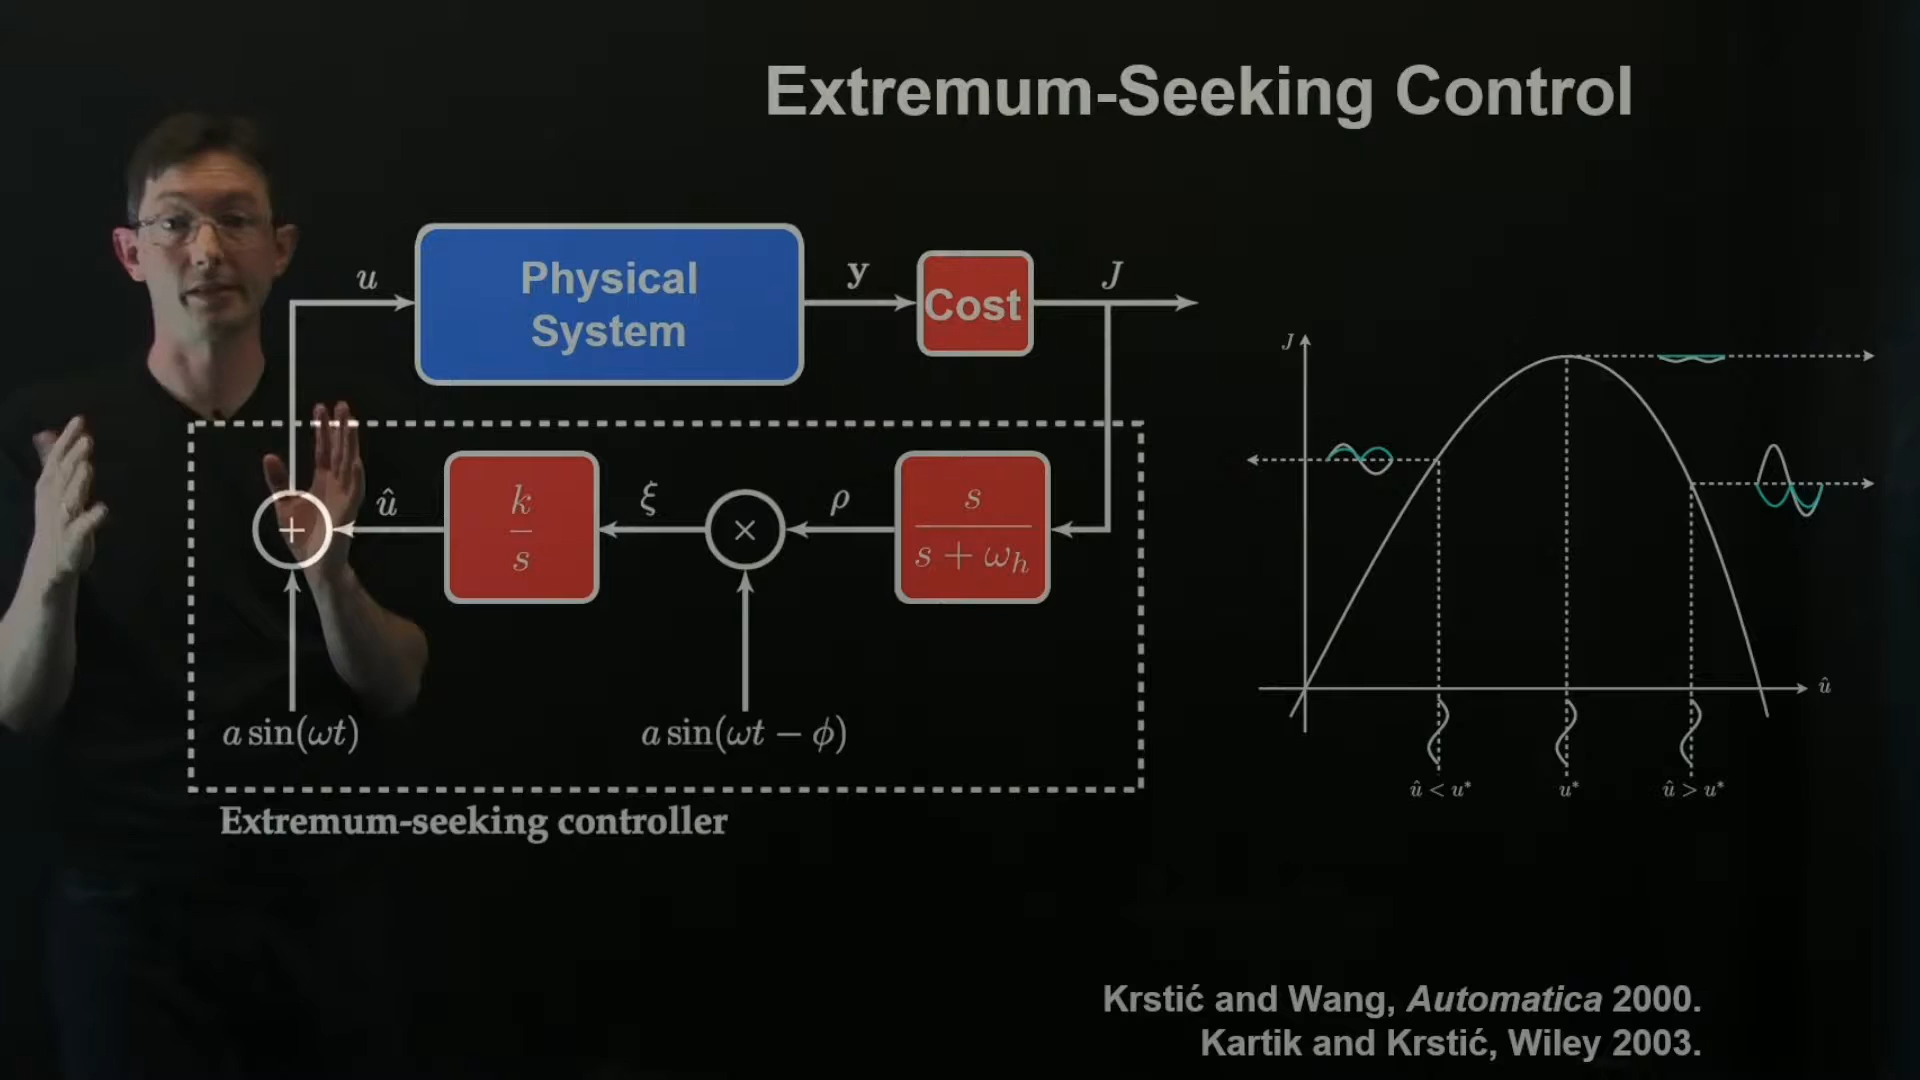 Extremum-Seeking Control
u
Physical
System
y
Cost
J
û
k
s
ξ
×
ρ
s
s + ω_h
+
a sin(ωt)
a sin(ωt − ϕ)
Extremum-seeking controller
J
û
û < u*
u*
û > u*
Krstić and Wang, Automatica 2000.
Kartik and Krstić, Wiley 2003.